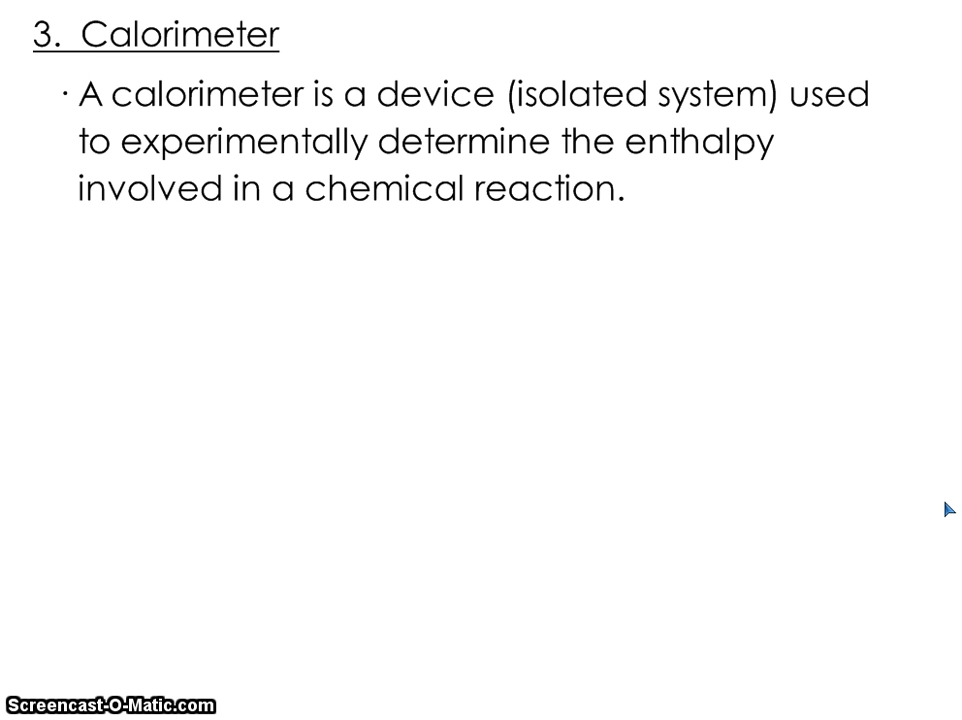 3. Calorimeter
· A calorimeter is a device (isolated system) used
to experimentally determine the enthalpy
involved in a chemical reaction.
Screencast-O-Matic.com